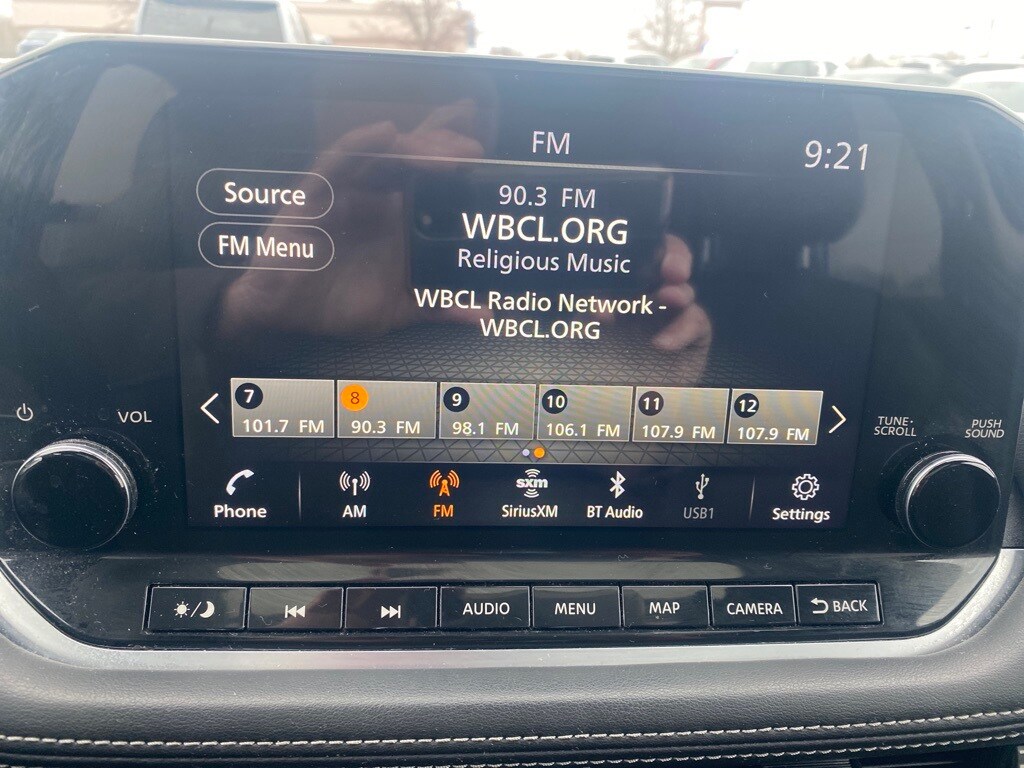 FM
9:21
Source
FM Menu
90.3 FM
WBCL.ORG
Religious Music
WBCL Radio Network -
WBCL.ORG
7 8 9 10 11 12
101.7 FM 90.3 FM 98.1 FM 106.1 FM 107.9 FM 107.9 FM
VOL
TUNE·
SCROLL
PUSH
SOUND
sxm
Phone AM FM SiriusXM BT Audio USB1 Settings
AUDIO MENU MAP CAMERA BACK